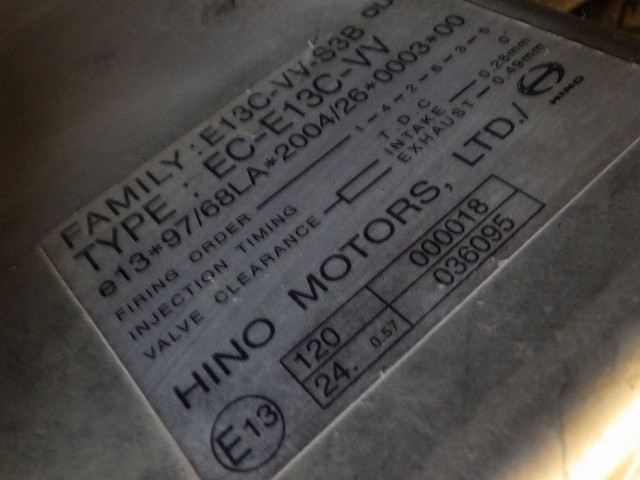 FAMILY : E13C-VV-S3B
TYPE : EC-E13C-VV
e13*97/68LA*2004/26*0003*00
FIRING ORDER 1-4-2-6-3-5
INJECTION TIMING T D C 0°
VALVE CLEARANCE INTAKE 0.28mm
EXHAUST 0.49mm
HINO MOTORS, LTD./
HINO
120 000018
24. 0.57 036095
E13